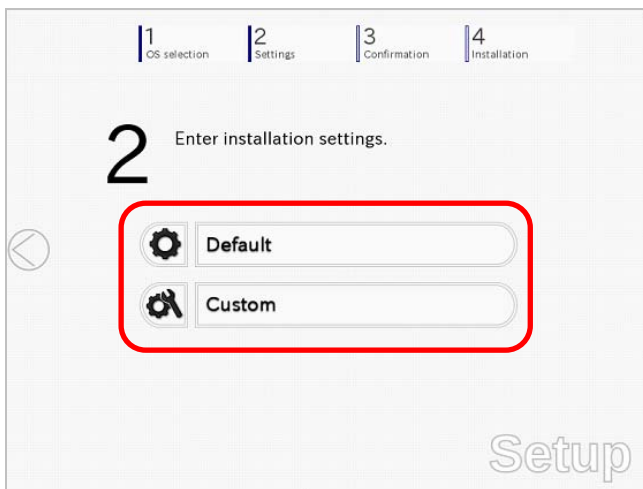 1 2 3 4
OS selection Settings Confirmation Installation
2 Enter installation settings.
Default
Custom
Setup